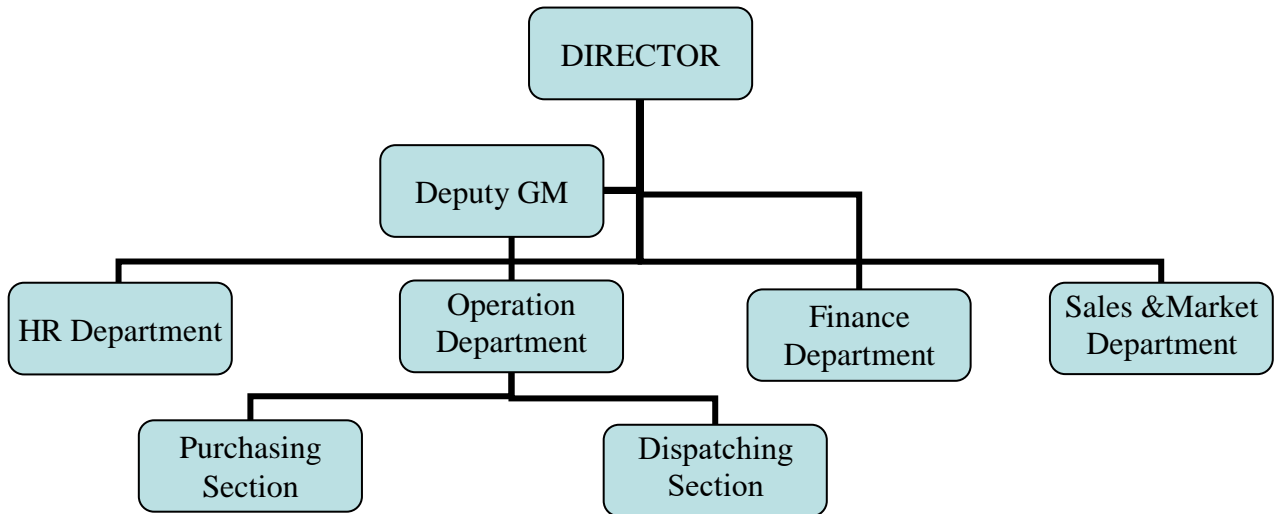 DIRECTOR
Deputy GM
HR Department
Operation
Department
Finance
Department
Sales &Market
Department
Purchasing
Section
Dispatching
Section